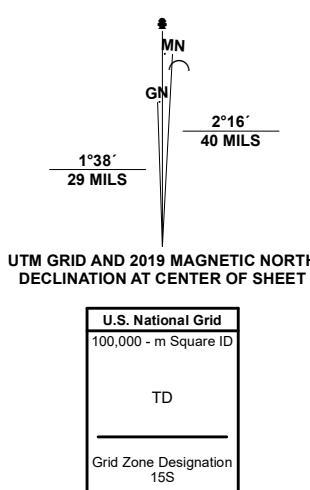 MN
GN
2°16´
40 MILS
1°38´
29 MILS
UTM GRID AND 2019 MAGNETIC NORTH
DECLINATION AT CENTER OF SHEET
U.S. National Grid
100,000 - m Square ID
TD
Grid Zone Designation
15S